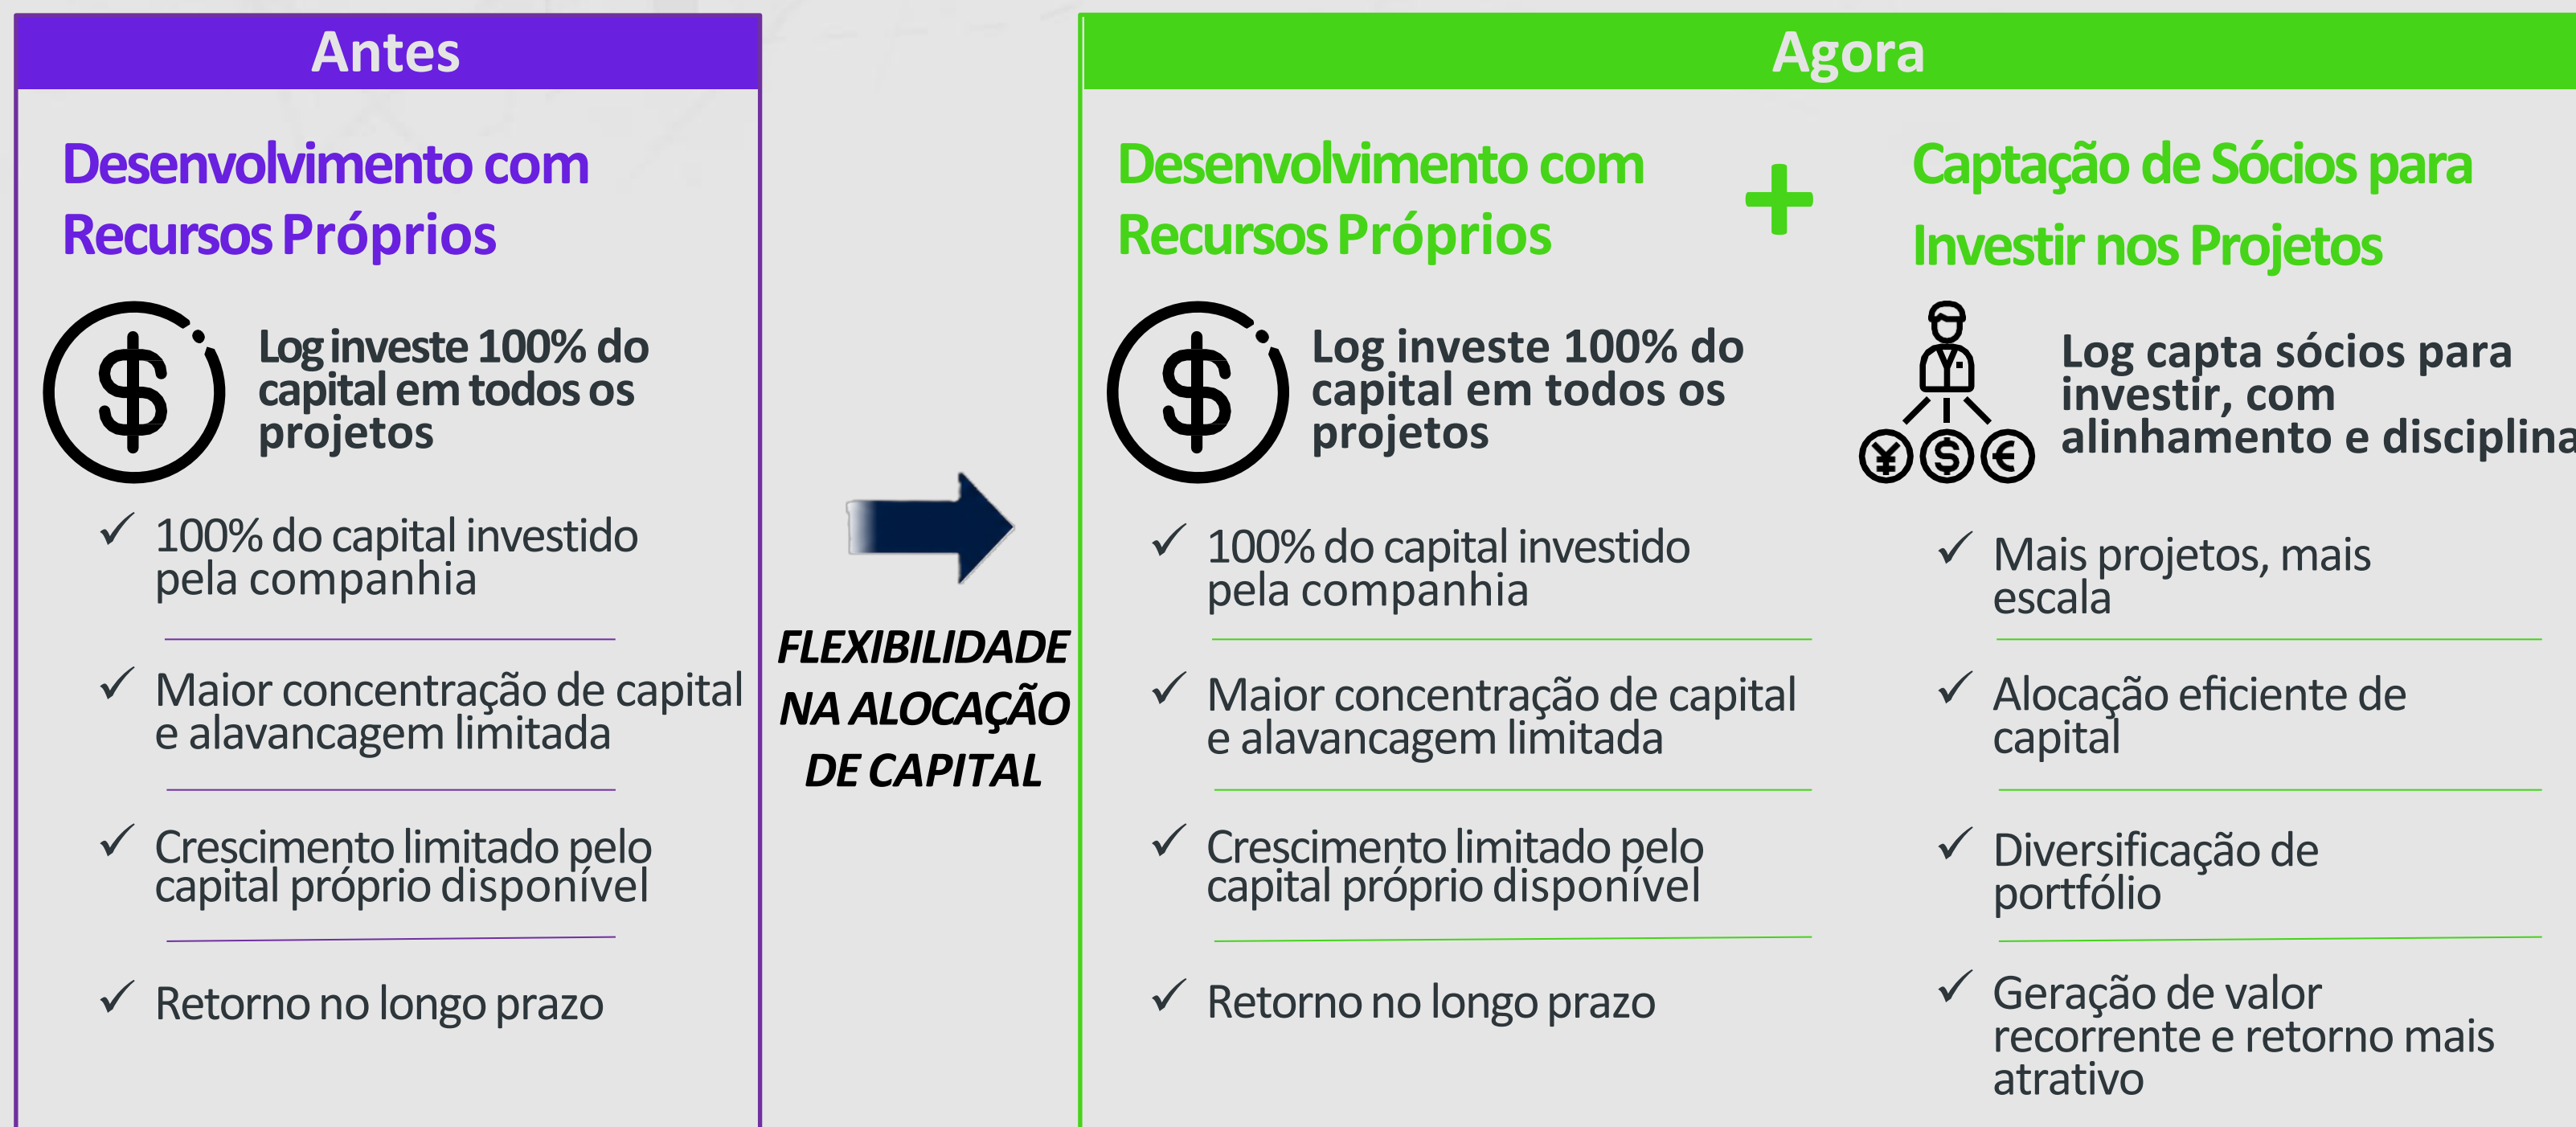 Antes
Desenvolvimento com
Recursos Próprios
Log investe 100% do
capital em todos os
projetos
✓ 100% do capital investido
pela companhia
✓ Maior concentração de capital
e alavancagem limitada
✓ Crescimento limitado pelo
capital próprio disponível
✓ Retorno no longo prazo
FLEXIBILIDADE
NA ALOCAÇÃO
DE CAPITAL
Agora
Desenvolvimento com
Recursos Próprios
Log investe 100% do
capital em todos os
projetos
✓ 100% do capital investido
pela companhia
✓ Maior concentração de capital
e alavancagem limitada
✓ Crescimento limitado pelo
capital próprio disponível
✓ Retorno no longo prazo
+
Captação de Sócios para
Investir nos Projetos
Log capta sócios para
investir, com
alinhamento e disciplina
✓ Mais projetos, mais
escala
✓ Alocação eficiente de
capital
✓ Diversificação de
portfólio
✓ Geração de valor
recorrente e retorno mais
atrativo